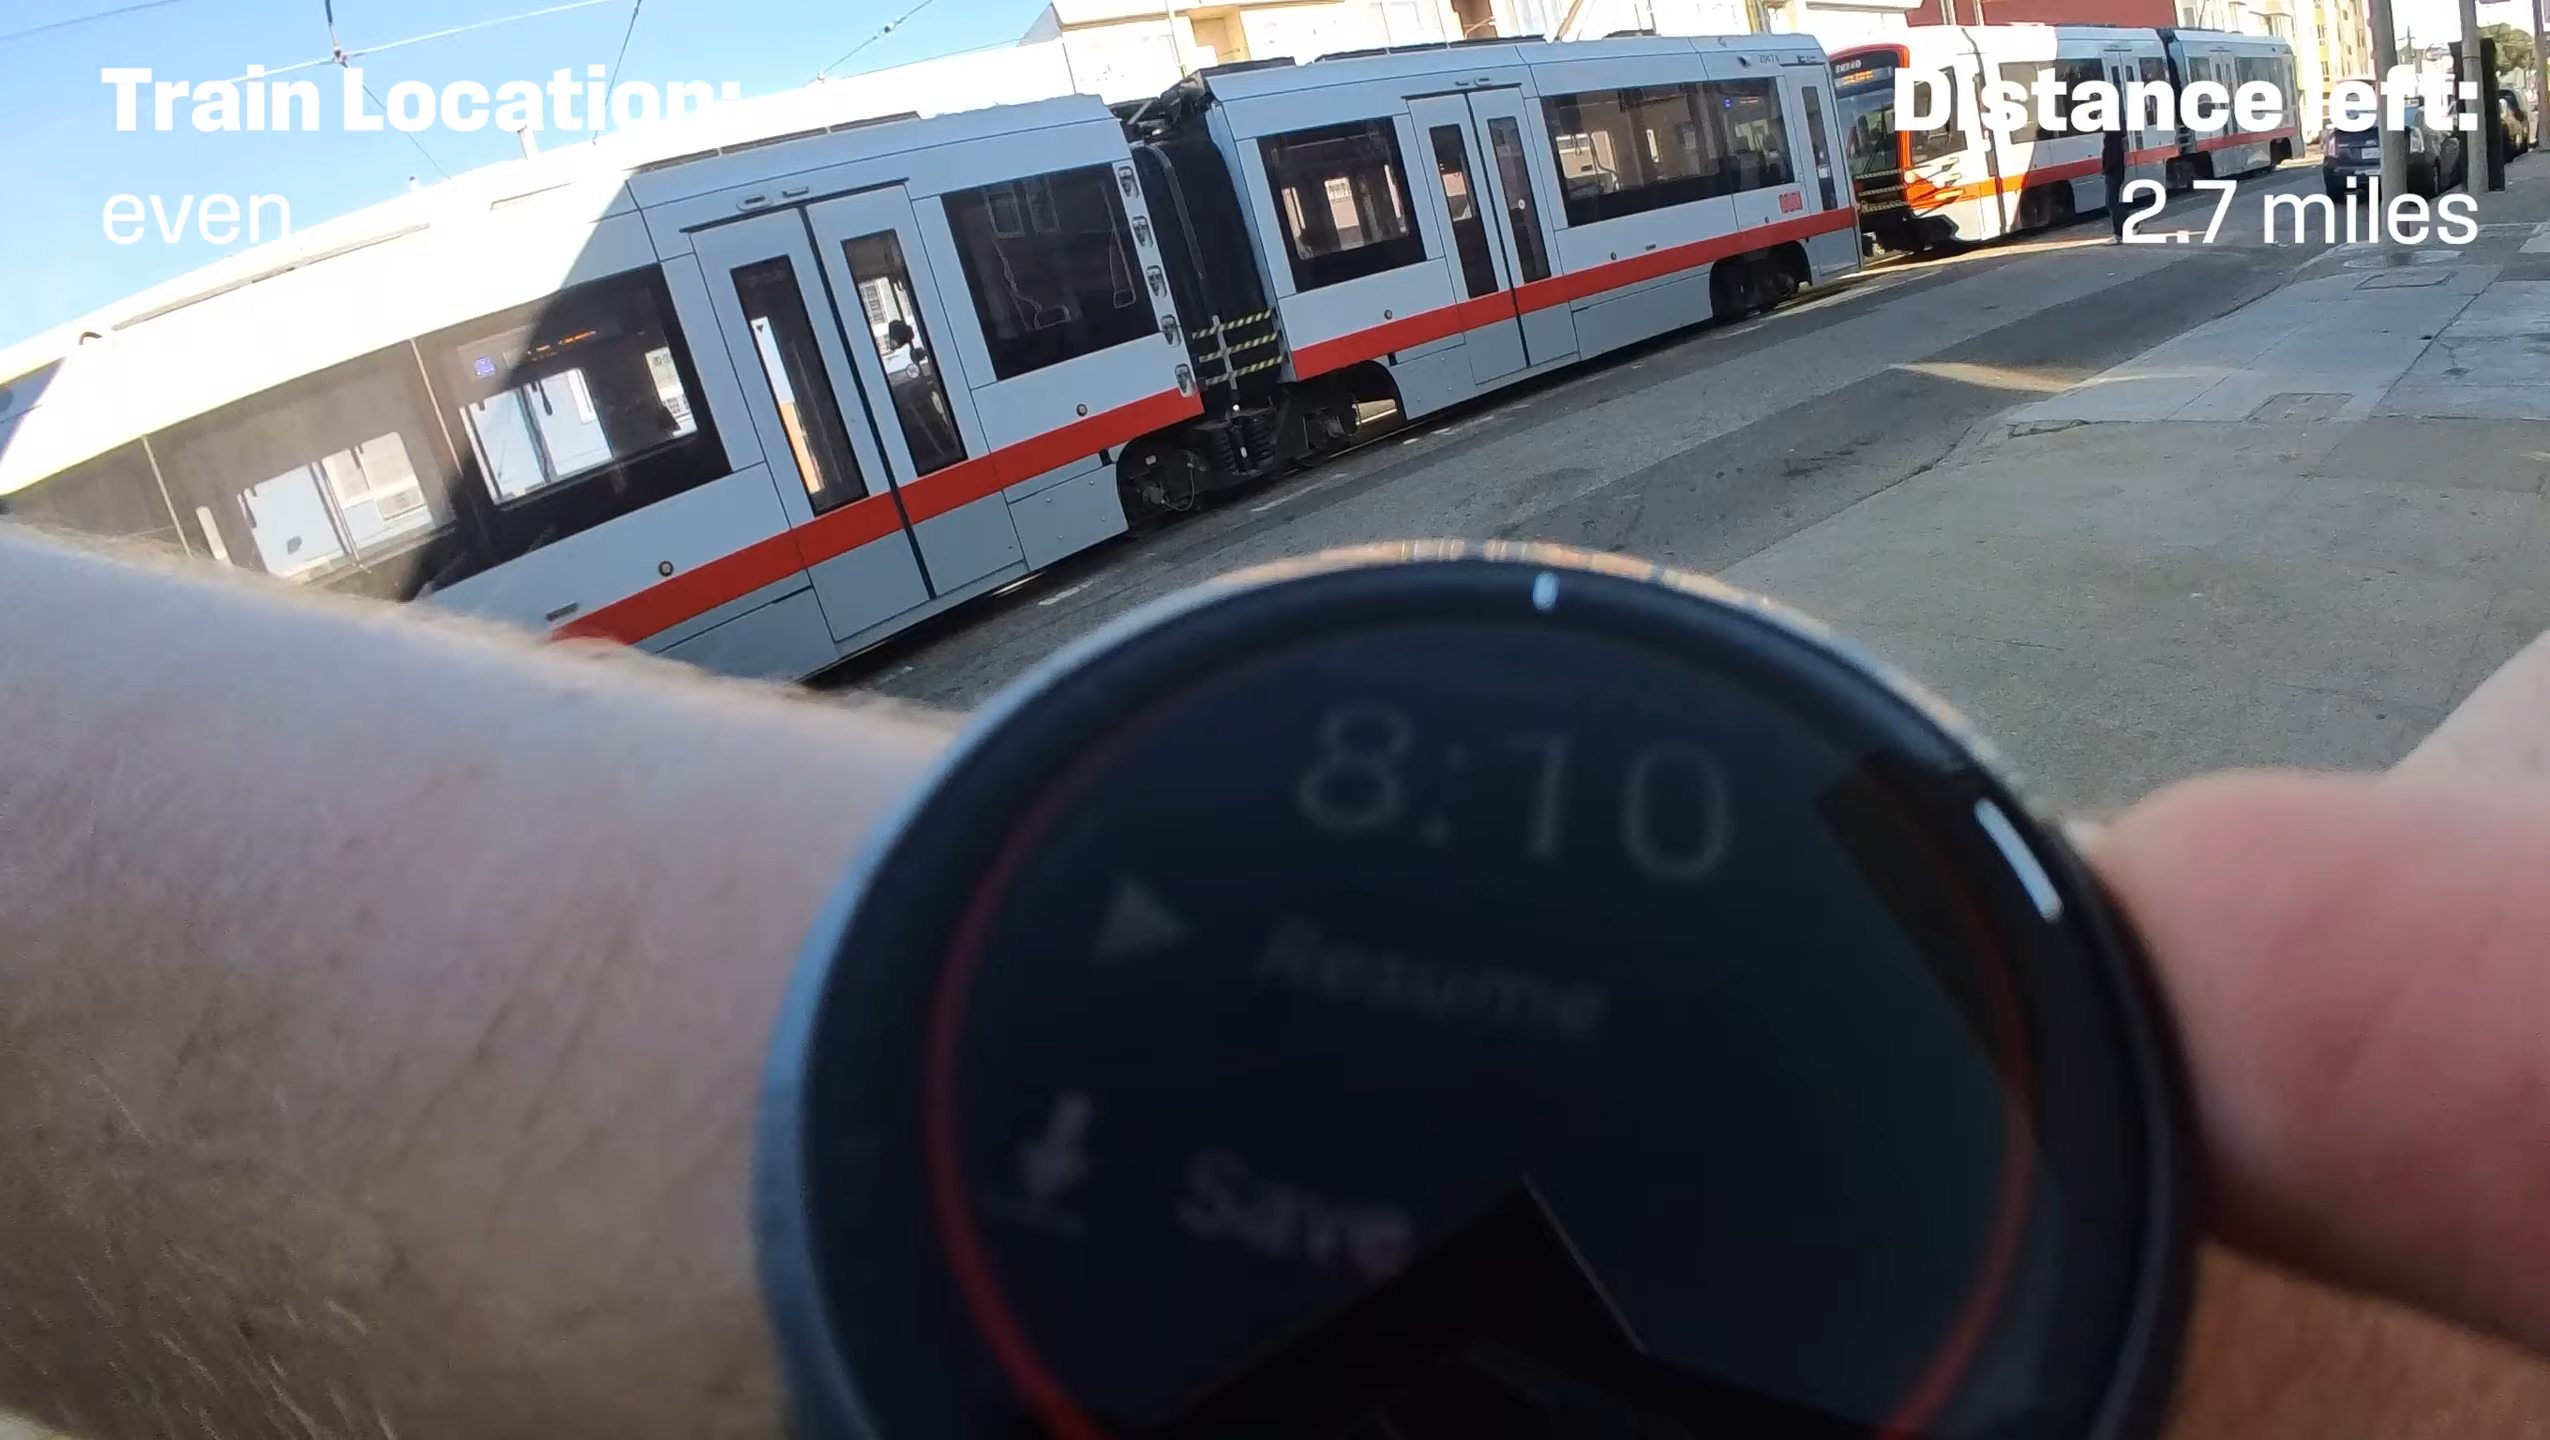 Train Location:
even
Distance left:
2.7 miles
8:10
Resume
Save